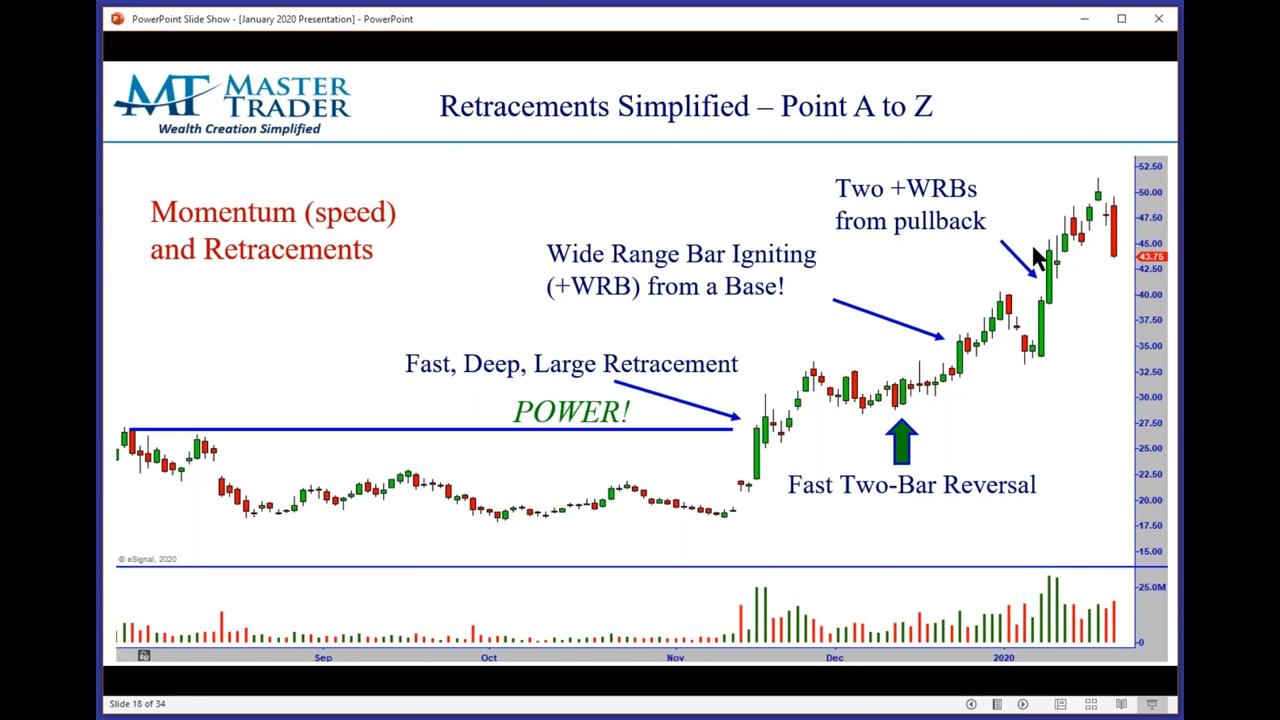 PowerPoint Slide Show - [January 2020 Presentation] - PowerPoint
MT MASTER TRADER
Wealth Creation Simplified
Retracements Simplified – Point A to Z
Momentum (speed)
and Retracements
Two +WRBs
from pullback
Wide Range Bar Igniting
(+WRB) from a Base!
Fast, Deep, Large Retracement
POWER!
Fast Two-Bar Reversal
52.50
50.00
47.50
45.00
43.75
42.50
40.00
37.50
35.00
32.50
30.00
27.50
25.00
22.50
20.00
17.50
15.00
© eSignal, 2020
25.0M
0
Sep Oct Nov Dec 2020
Slide 18 of 34